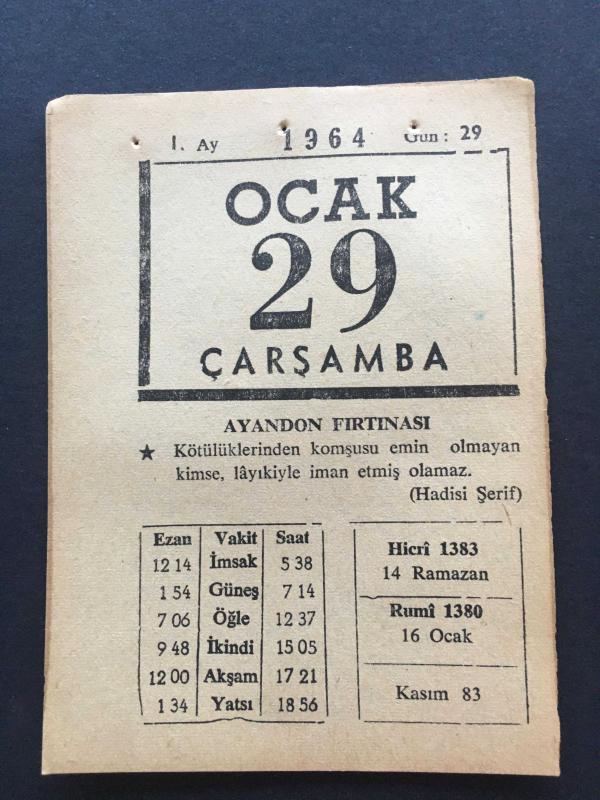 1. Ay 1964 Gün : 29
OCAK
29
ÇARŞAMBA
AYANDON FIRTINASI
★ Kötülüklerinden komşusu emin olmayan
kimse, lâyıkiyle iman etmiş olamaz.
(Hadisi Şerif)
Ezan Vakit Saat
12 14 İmsak 5 38
1 54 Güneş 7 14
7 06 Öğle 12 37
9 48 İkindi 15 05
12 00 Akşam 17 21
1 34 Yatsı 18 56
Hicrî 1383
14 Ramazan
Rumî 1380
16 Ocak
Kasım 83